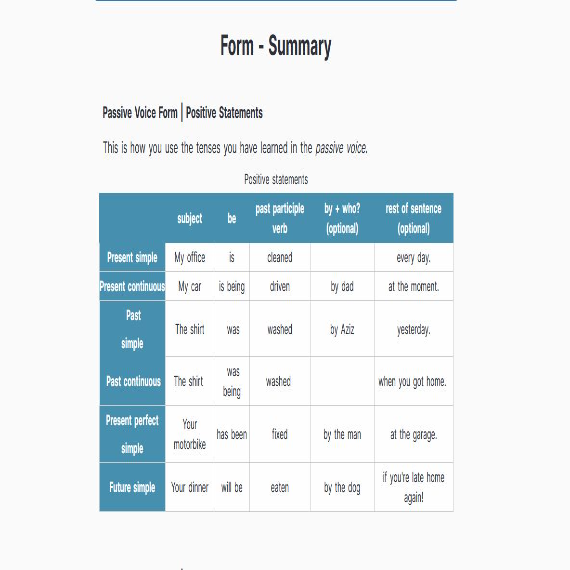 Form - Summary
Passive Voice Form | Positive Statements
This is how you use the tenses you have learned in the passive voice.
Positive statements
subject be past participle verb by + who? (optional) rest of sentence (optional)
Present simple My office is cleaned every day.
Present continuous My car is being driven by dad at the moment.
Past simple The shirt was washed by Aziz yesterday.
Past continuous The shirt was being washed when you got home.
Present perfect simple Your motorbike has been fixed by the man at the garage.
Future simple Your dinner will be eaten by the dog if you're late home again!